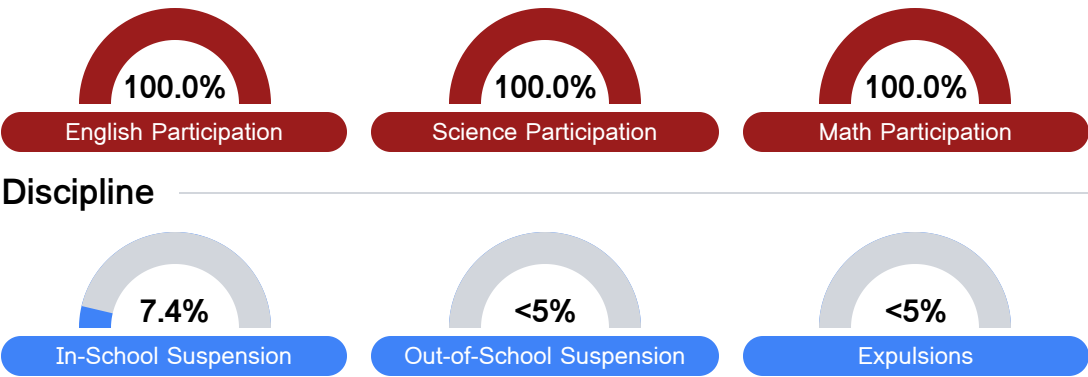 100.0% 100.0% 100.0%
English Participation Science Participation Math Participation
Discipline
7.4% <5% <5%
In-School Suspension Out-of-School Suspension Expulsions